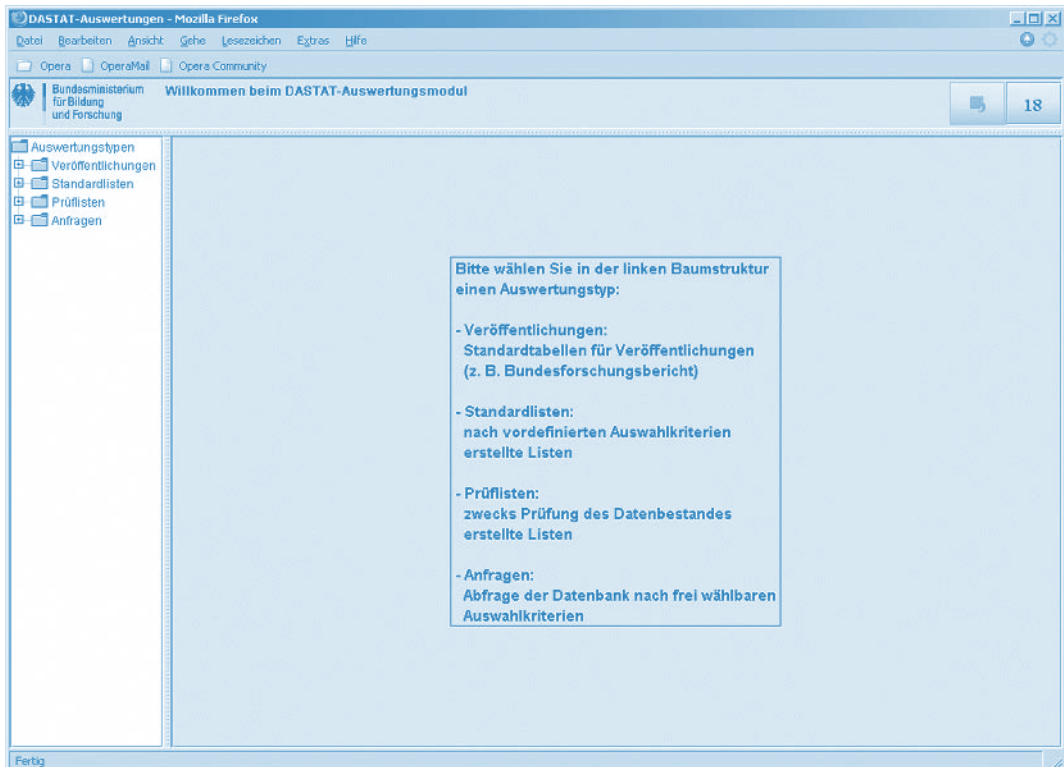 DASTAT-Auswertungen - Mozilla Firefox
Datei Bearbeiten Ansicht Gehe Lesezeichen Extras Hilfe
Opera OperaMail Opera Community
Bundesministerium
für Bildung
und Forschung
Willkommen beim DASTAT-Auswertungsmodul
18
Auswertungstypen
Veröffentlichungen
Standardlisten
Prüflisten
Anfragen
Bitte wählen Sie in der linken Baumstruktur
einen Auswertungstyp:
- Veröffentlichungen:
Standardtabellen für Veröffentlichungen
(z. B. Bundesforschungsbericht)
- Standardlisten:
nach vordefinierten Auswahlkriterien
erstellte Listen
- Prüflisten:
zwecks Prüfung des Datenbestandes
erstellte Listen
- Anfragen:
Abfrage der Datenbank nach frei wählbaren
Auswahlkriterien
Fertig